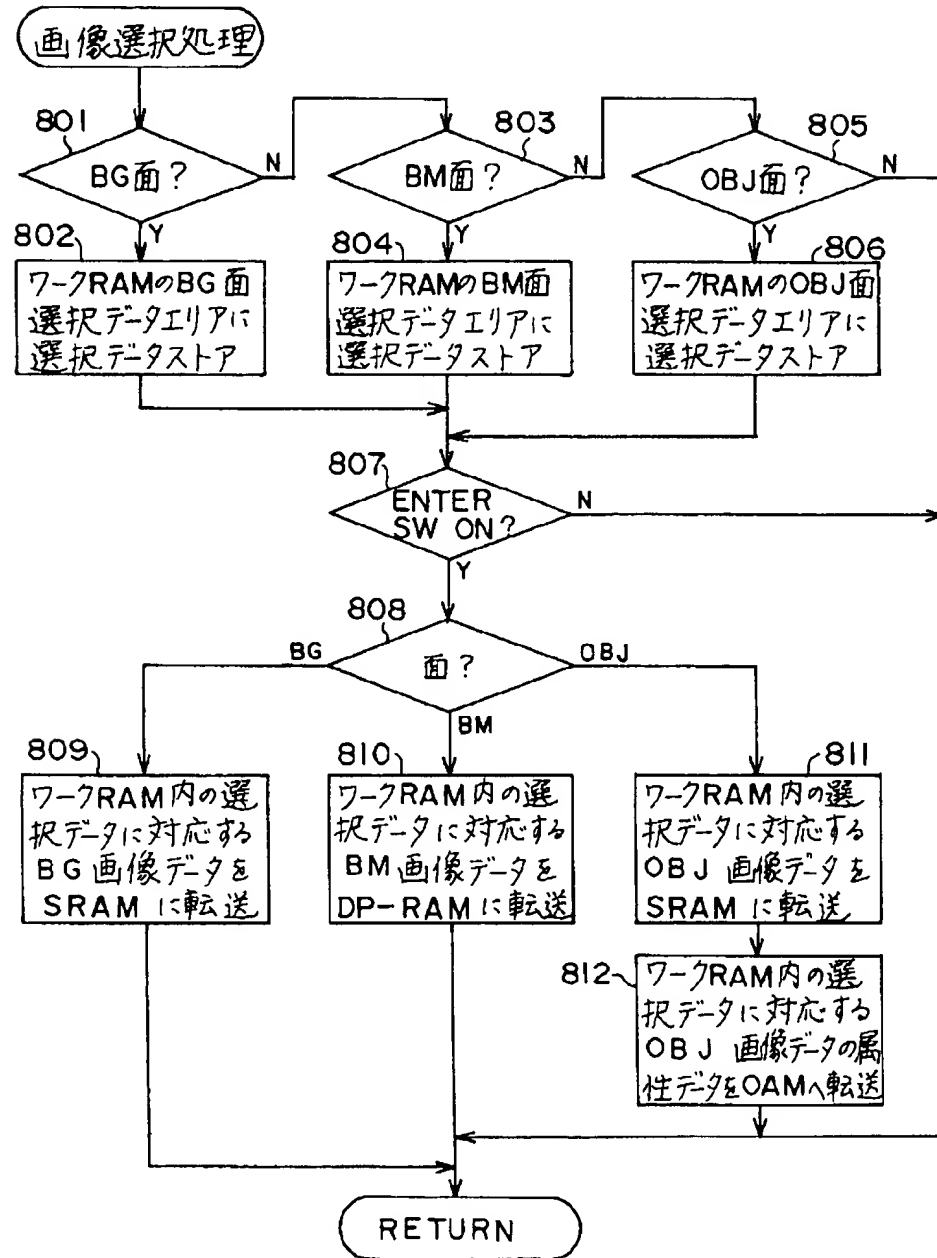 画像選択処理
801
BG面?
N
Y
803
BM面?
N
Y
805
OBJ面?
N
Y
802
ワークRAMのBG面
選択データエリアに
選択データストア
804
ワークRAMのBM面
選択データエリアに
選択データストア
806
ワークRAMのOBJ面
選択データエリアに
選択データストア
807
ENTER
SW ON?
N
Y
808
面?
BG
OBJ
BM
809
ワークRAM内の選
択データに対応する
BG画像データを
SRAMに転送
810
ワークRAM内の選
択データに対応する
BM画像データを
DP-RAMに転送
811
ワークRAM内の選
択データに対応する
OBJ 画像データを
SRAMに転送
812
ワークRAM内の選
択データに対応する
OBJ 画像データの属
性データをOAMへ転送
RETURN